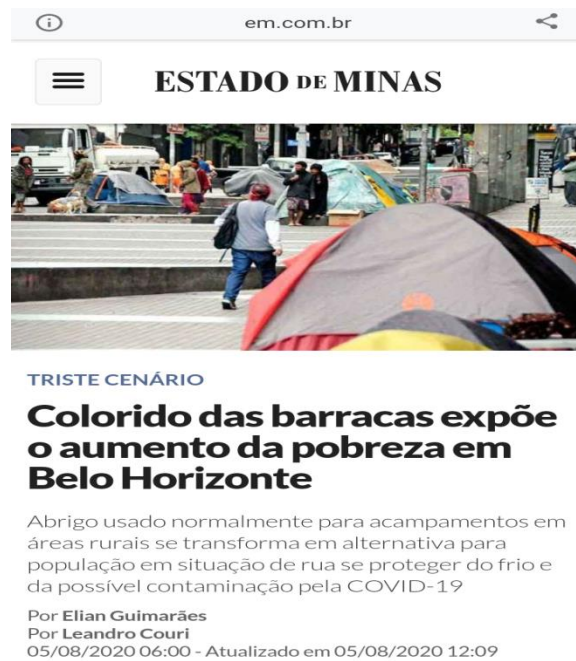 em.com.br
ESTADO DE MINAS
TRISTE CENÁRIO
Colorido das barracas expõe
o aumento da pobreza em
Belo Horizonte
Abrigo usado normalmente para acampamentos em
áreas rurais se transforma em alternativa para
população em situação de rua se proteger do frio e
da possível contaminação pela COVID-19
Por Elian Guimarães
Por Leandro Couri
05/08/2020 06:00 - Atualizado em 05/08/2020 12:09